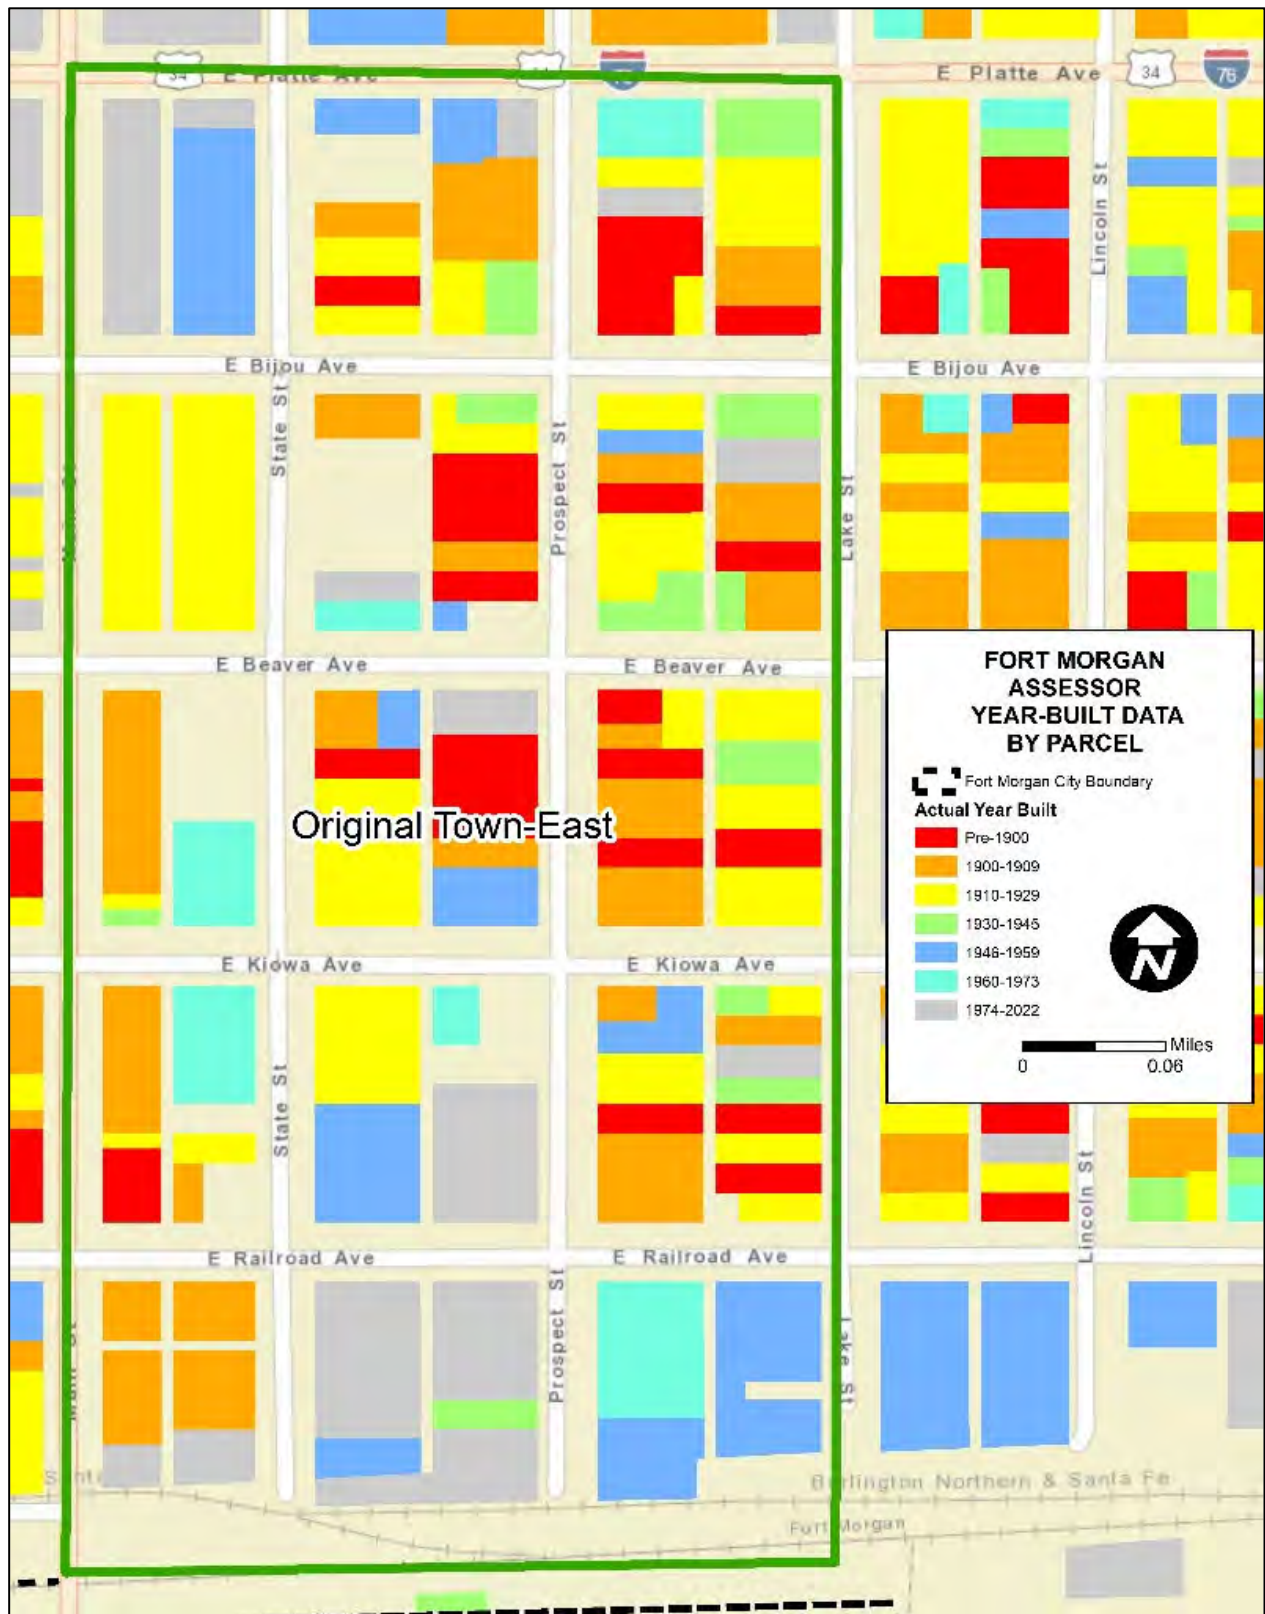 34
E Platte Ave
E Platte Ave
34
76
Lincoln St
E Bijou Ave
E Bijou Ave
State St
Prospect St
Lake St
E Beaver Ave
E Beaver Ave
FORT MORGAN
ASSESSOR
YEAR-BUILT DATA
BY PARCEL
Fort Morgan City Boundary
Actual Year Built
Pre-1900
1900-1909
1910-1929
1930-1945
1946-1959
1960-1973
1974-2022
N
Miles
0 0.06
Original Town-East
E Kiowa Ave
E Kiowa Ave
State St
Lincoln St
E Railroad Ave
E Railroad Ave
Main St
Prospect St
Lake St
Burlington Northern & Santa Fe
Fort Morgan